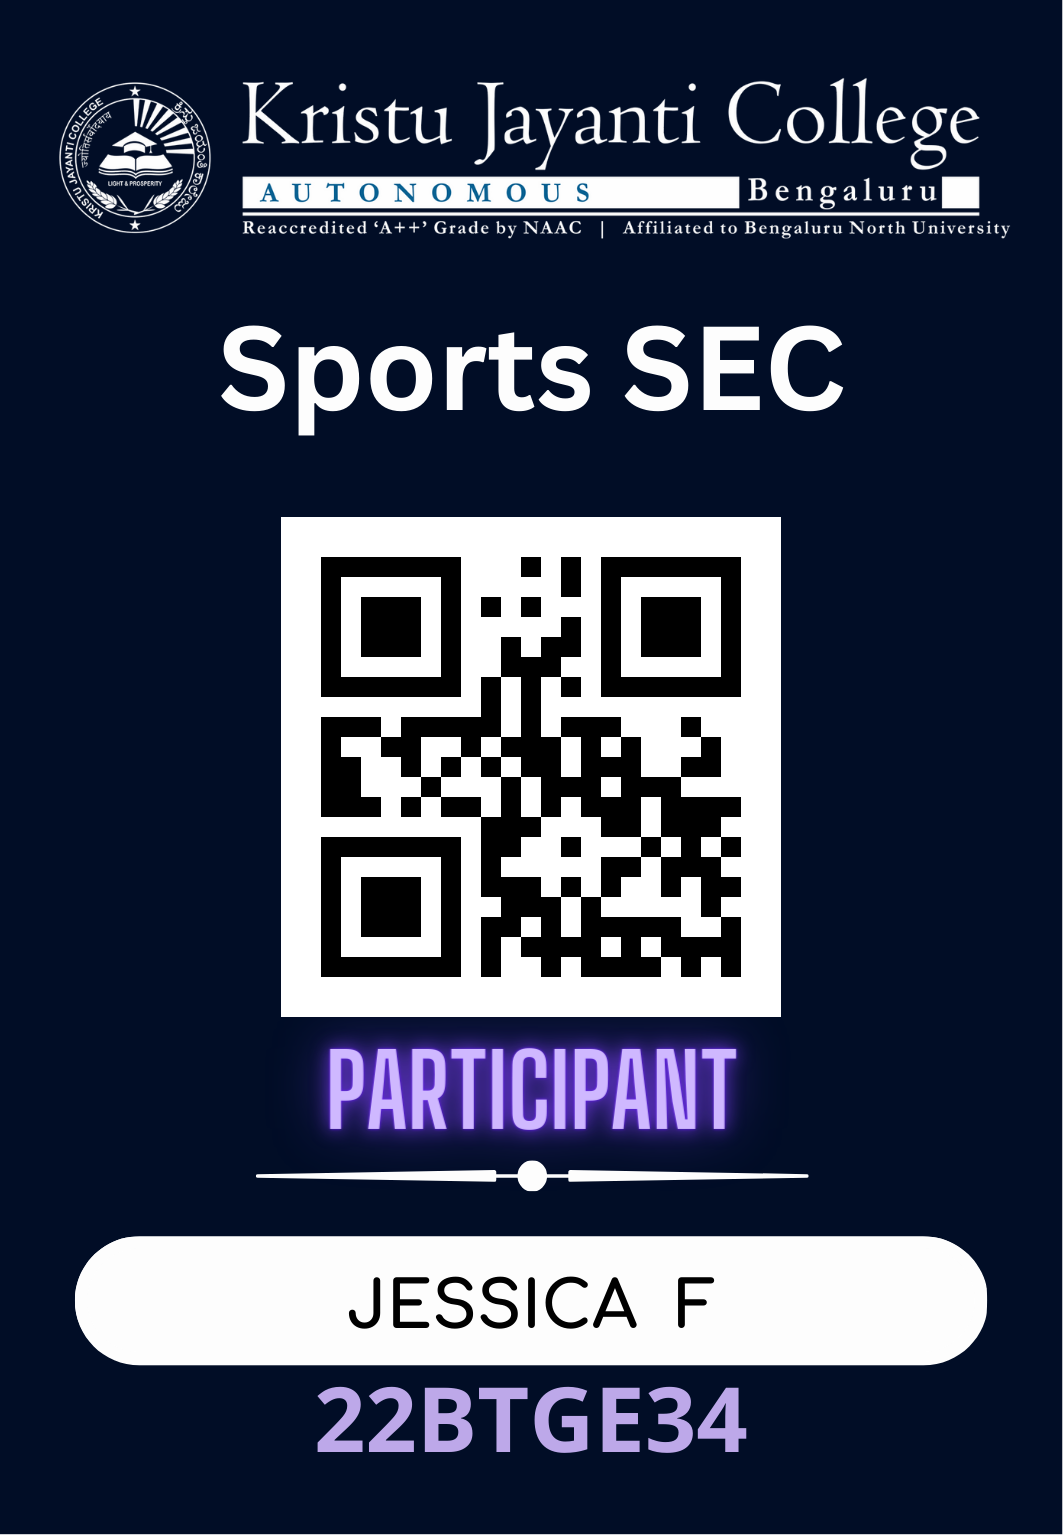 KRISTU JAYANTI COLLEGE
ಕ್ರಿಸ್ತು ಜಯಂತಿ ಕಾಲೇಜು
LIGHT & PROSPERITY
Kristu Jayanti College
AUTONOMOUS Bengaluru
Reaccredited ‘A++’ Grade by NAAC | Affiliated to Bengaluru North University
Sports SEC
PARTICIPANT
JESSICA F
22BTGE34